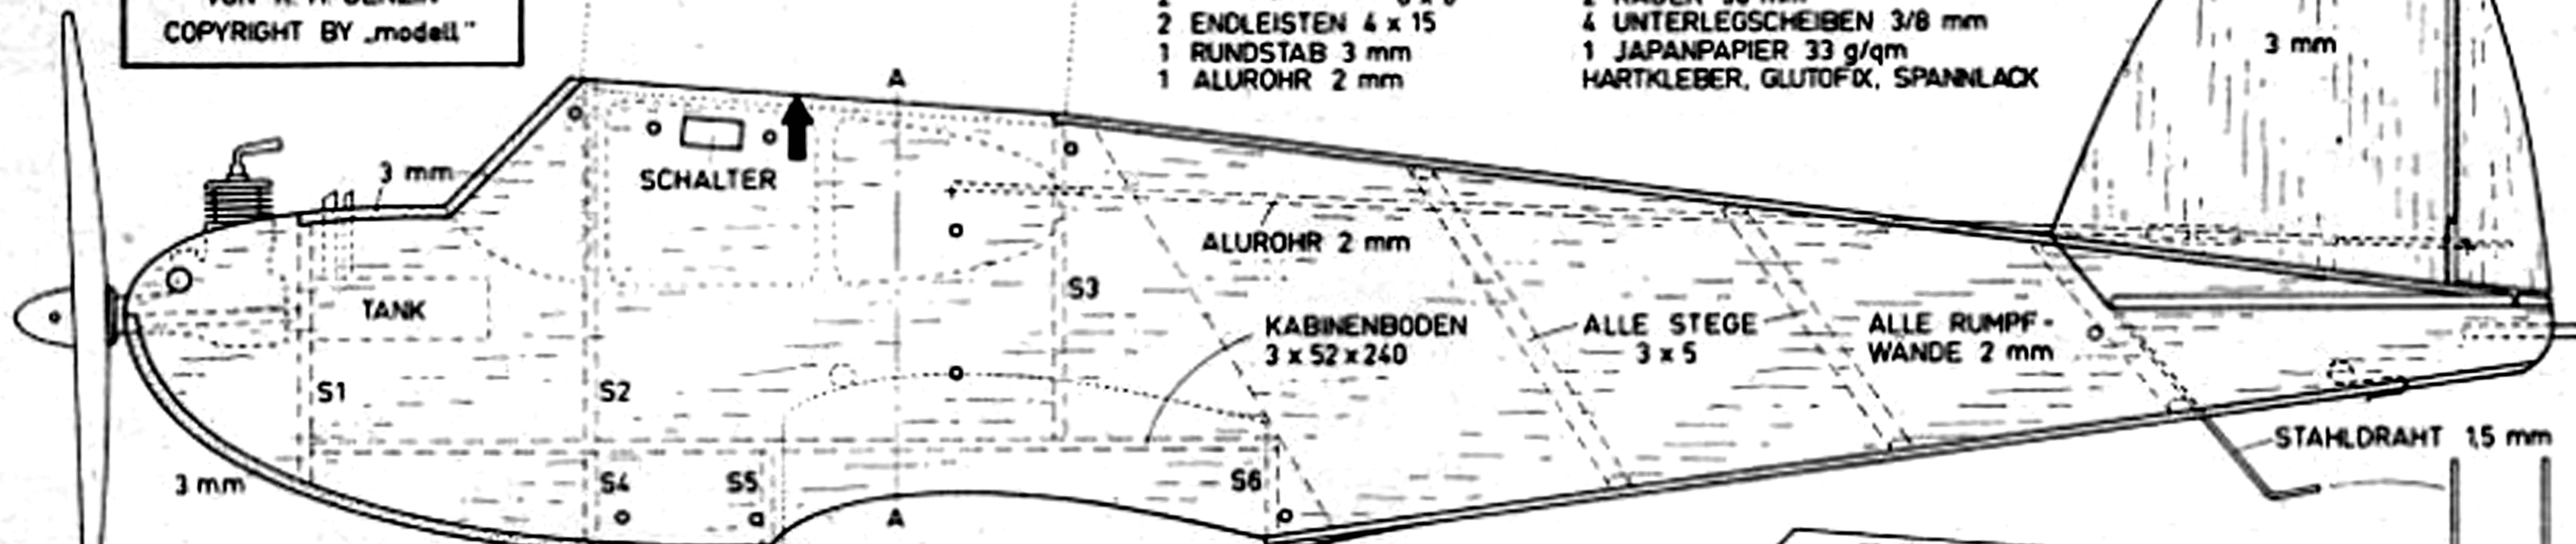 COPYRIGHT BY „modell"
2 ENDLEISTEN 4 x 15
1 RUNDSTAB 3 mm
1 ALUROHR 2 mm
4 UNTERLEGSCHEIBEN 3/8 mm
1 JAPANPAPIER 33 g/qm
HARTKLEBER, GLUTOFIX, SPANNLACK
3 mm
A
3 mm
SCHALTER
ALUROHR 2 mm
TANK
S3
KABINENBODEN
3 x 52 x 240
ALLE STEGE
3 x 5
ALLE RUMPF-
WANDE 2 mm
S1
S2
STAHLDRAHT 1,5 mm
3 mm
S4
S5
S6
A